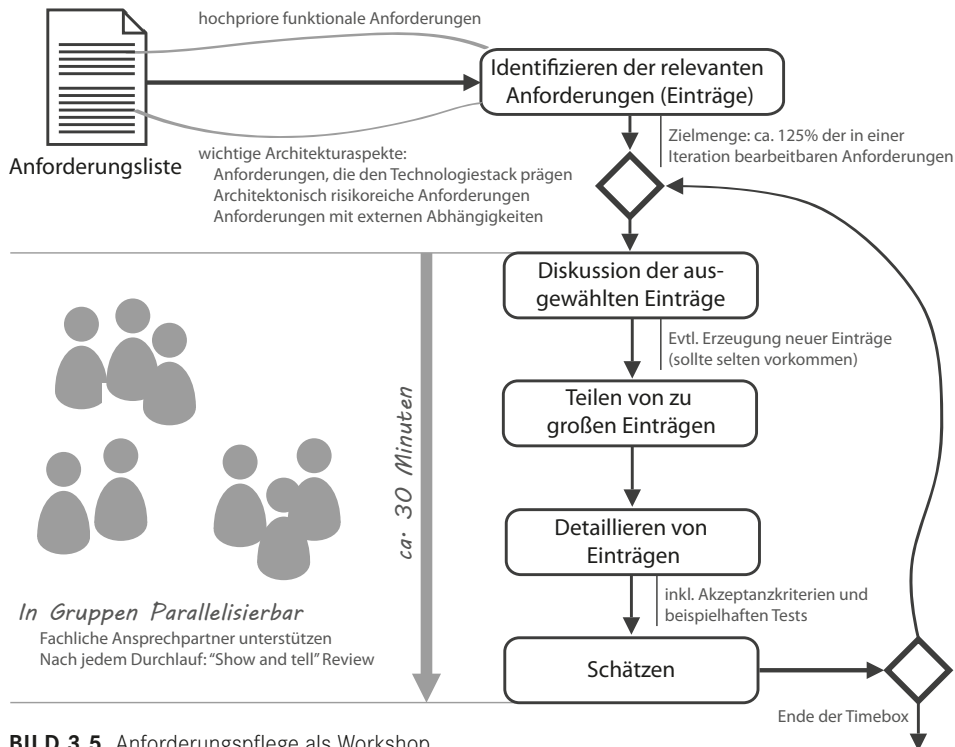 hochpriore funktionale Anforderungen
Identifizieren der relevanten
Anforderungen (Einträge)
Anforderungsliste
wichtige Architekturaspekte:
Anforderungen, die den Technologiestack prägen
Architektonisch risikoreiche Anforderungen
Anforderungen mit externen Abhängigkeiten
Zielmenge: ca. 125% der in einer
Iteration bearbeitbaren Anforderungen
Diskussion der aus-
gewählten Einträge
Evtl. Erzeugung neuer Einträge
(sollte selten vorkommen)
Teilen von zu
großen Einträgen
ca. 30 Minuten
Detaillieren von
Einträgen
inkl. Akzeptanzkriterien und
beispielhaften Tests
In Gruppen Parallelisierbar
Fachliche Ansprechpartner unterstützen
Nach jedem Durchlauf: “Show and tell” Review
Schätzen
Ende der Timebox
BILD 3.5 Anforderungspflege als Workshop